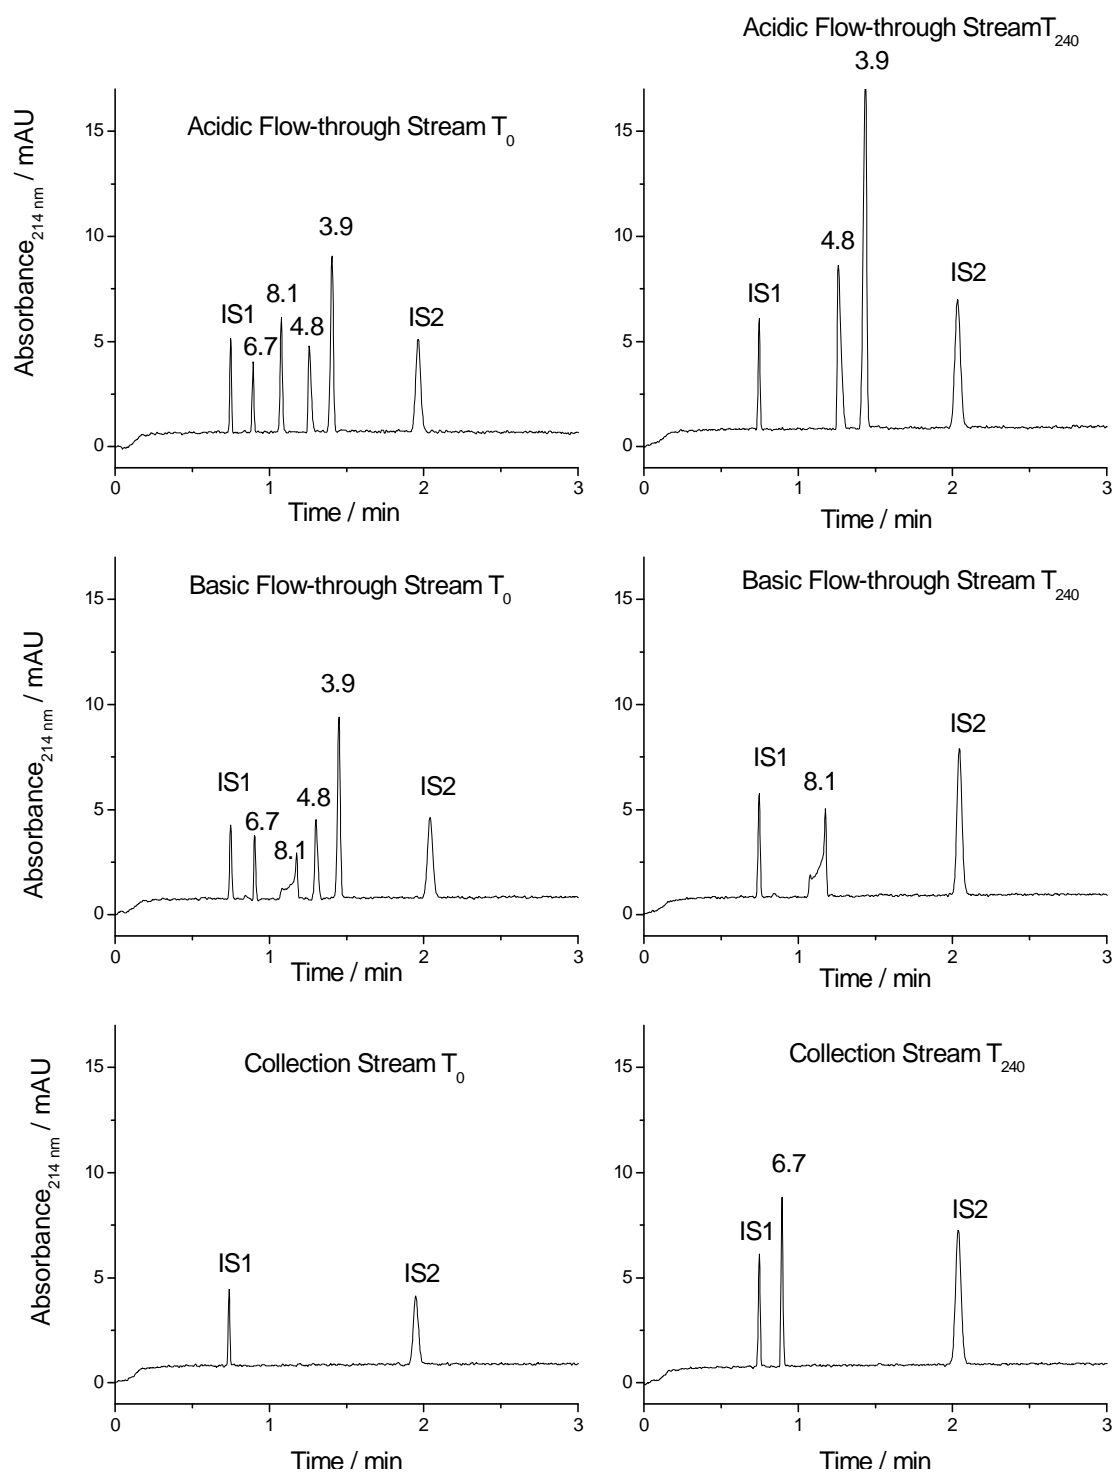 Acidic Flow-through Stream T0
Absorbance214 nm / mAU
15
10
5
0
IS1
6.7
8.1
4.8
3.9
IS2
0 1 2 3
Time / min
Acidic Flow-through StreamT240
3.9
15
10
5
0
IS1
4.8
IS2
0 1 2 3
Time / min
Basic Flow-through Stream T0
Absorbance214 nm / mAU
15
10
5
0
IS1
6.7
8.1
4.8
3.9
IS2
0 1 2 3
Time / min
Basic Flow-through Stream T240
15
10
5
0
IS1
8.1
IS2
0 1 2 3
Time / min
Collection Stream T0
Absorbance214 nm / mAU
15
10
5
0
IS1
IS2
0 1 2 3
Time / min
Collection Stream T240
15
10
5
0
IS1
6.7
IS2
0 1 2 3
Time / min